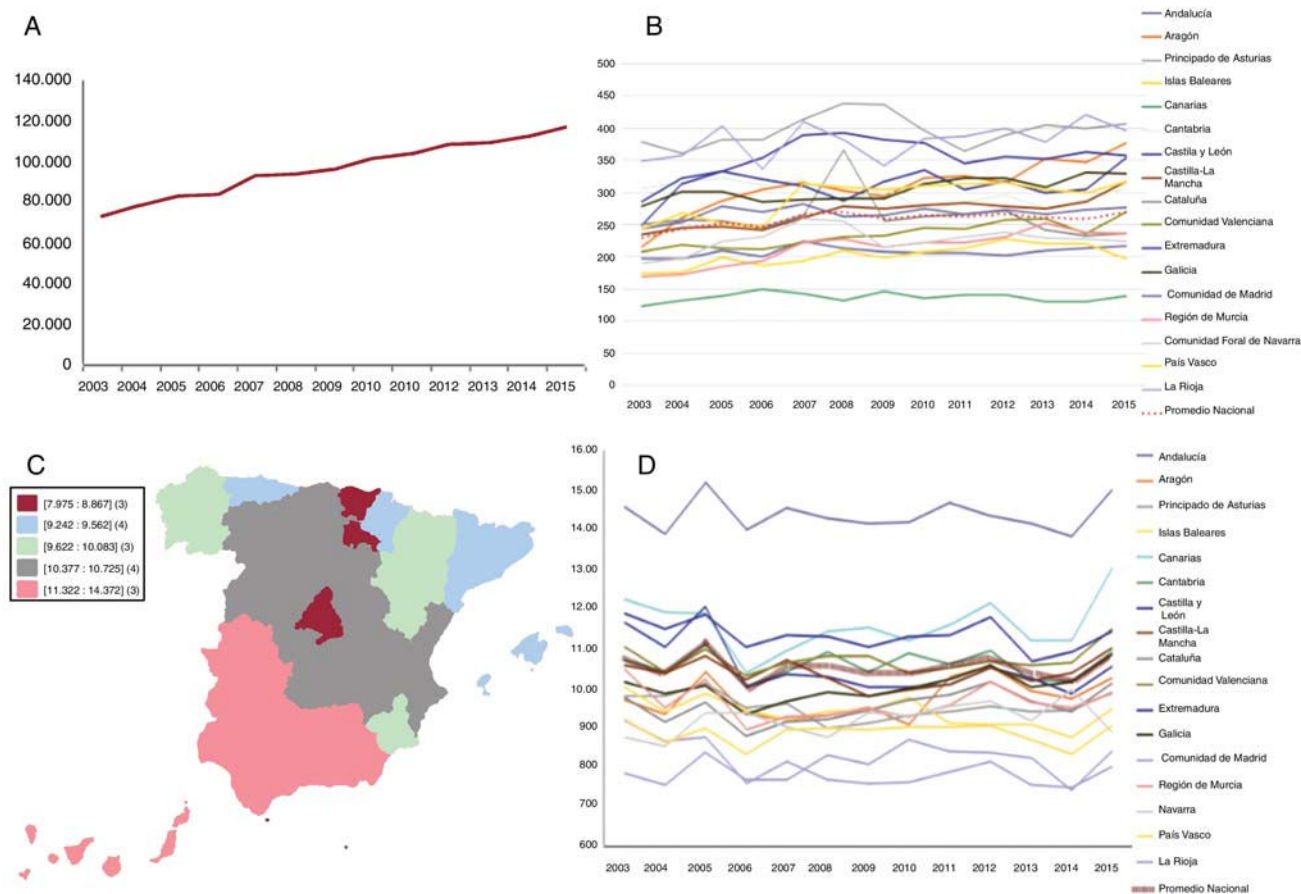 A
140.000
120.000
100.000
80.000
60.000
40.000
20.000
0
2003 2004 2005 2006 2007 2008 2009 2010 2010 2012 2013 2014 2015
B
500
450
400
350
300
250
200
150
100
50
0
2003 2004 2005 2006 2007 2008 2009 2010 2011 2012 2013 2014 2015
Andalucía
Aragón
Principado de Asturias
Islas Baleares
Canarias
Cantabria
Castila y León
Castilla-La
Mancha
Cataluña
Comunidad Valenciana
Extremadura
Galicia
Comunidad de Madrid
Región de Murcia
Comunidad Foral de Navarra
País Vasco
La Rioja
Promedio Nacional
C
[7.975 : 8.867] (3)
[9.242 : 9.562] (4)
[9.622 : 10.083] (3)
[10.377 : 10.725] (4)
[11.322 : 14.372] (3)
D
16.00
15.00
14.00
13.00
12.00
11.00
10.00
900
800
700
600
2003 2004 2005 2006 2007 2008 2009 2010 2011 2012 2013 2014 2015
Andalucía
Aragón
Principado de Asturias
Islas Baleares
Canarias
Cantabria
Castilla y
León
Castilla-La
Mancha
Cataluña
Comunidad Valenciana
Extremadura
Galicia
Comunidad de Madrid
Región de Murcia
Navarra
País Vasco
La Rioja
Promedio Nacional